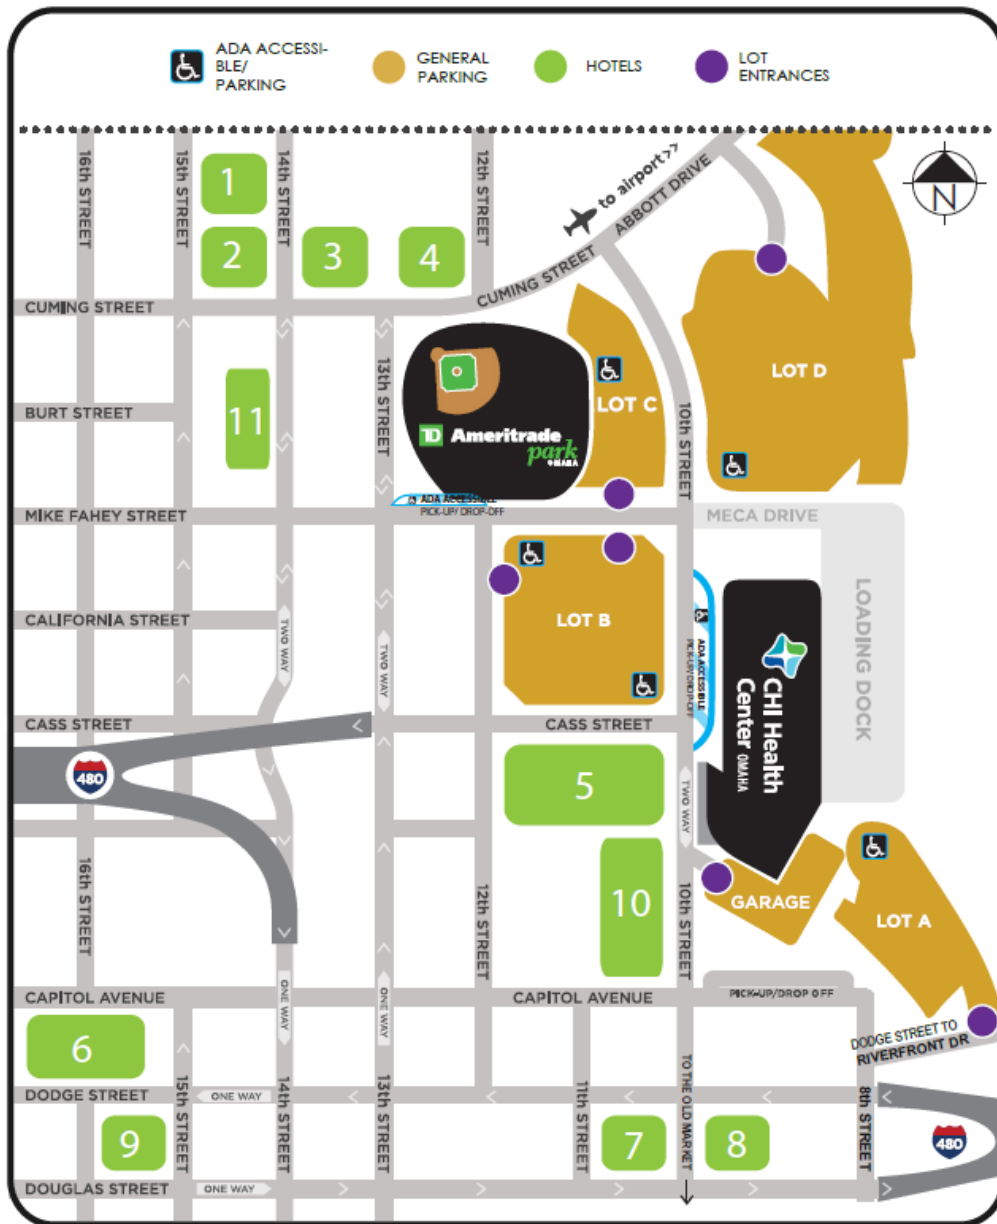 ADA ACCESSI-
BLE/
PARKING
GENERAL
PARKING
HOTELS
LOT
ENTRANCES
16th STREET
15th STREET
14th STREET
12th STREET
1
2
3
4
to airport >>
ABBOTT DRIVE
N
CUMING STREET
CUMING STREET
13th STREET
LOT C
LOT D
10th STREET
BURT STREET
11
TD Ameritrade
park
OMAHA
ADA ACCESSIBLE
PICK-UP/ DROP-OFF
MIKE FAHEY STREET
MECA DRIVE
LOT B
CALIFORNIA STREET
TWO WAY
TWO WAY
ADA ACCESSIBLE
PICK-UP/DROP-OFF
CHI Health
Center OMAHA
LOADING DOCK
CASS STREET
CASS STREET
480
5
TWO WAY
16th STREET
12th STREET
10
10th STREET
GARAGE
LOT A
CAPITOL AVENUE
ONE WAY
ONE WAY
CAPITOL AVENUE
PICK-UP/DROP OFF
DODGE STREET TO
RIVERFRONT DR
6
15th STREET
14th STREET
13th STREET
11th STREET
TO THE OLD MARKET
8th STREET
DODGE STREET
ONE WAY
9
7
8
480
DOUGLAS STREET
ONE WAY